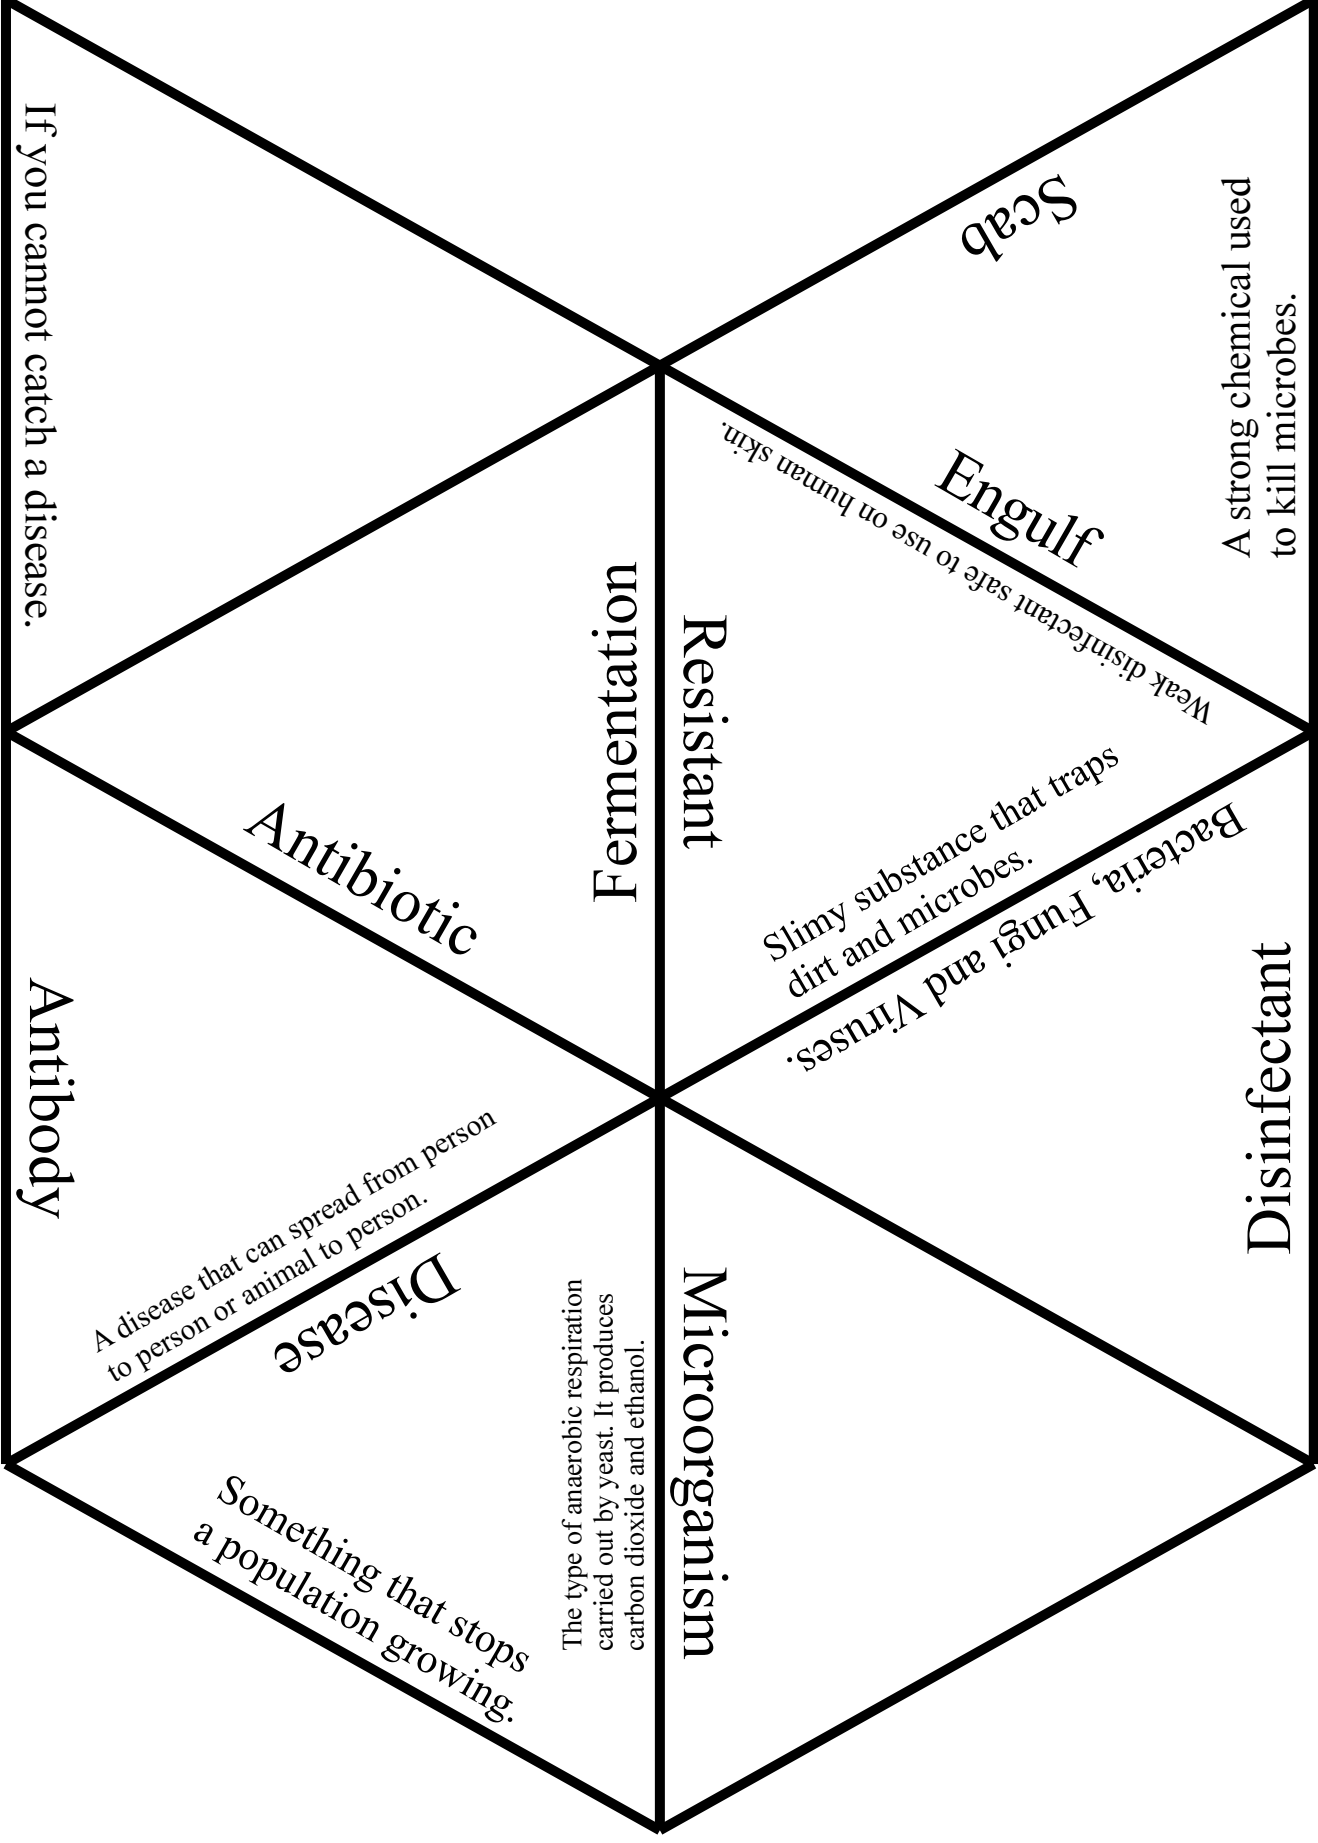 If you cannot catch a disease.
Scab
A strong chemical used
to kill microbes.
Engulf
Weak disinfectant safe to use on human skin.
Fermentation
Resistant
Slimy substance that traps
dirt and microbes.
Bacteria, Fungi and Viruses.
Antibiotic
Antibody
Disinfectant
A disease that can spread from person
to person or animal to person.
Disease
The type of anaerobic respiration
carried out by yeast. It produces
carbon dioxide and ethanol.
Microorganism
Something that stops
a population growing.